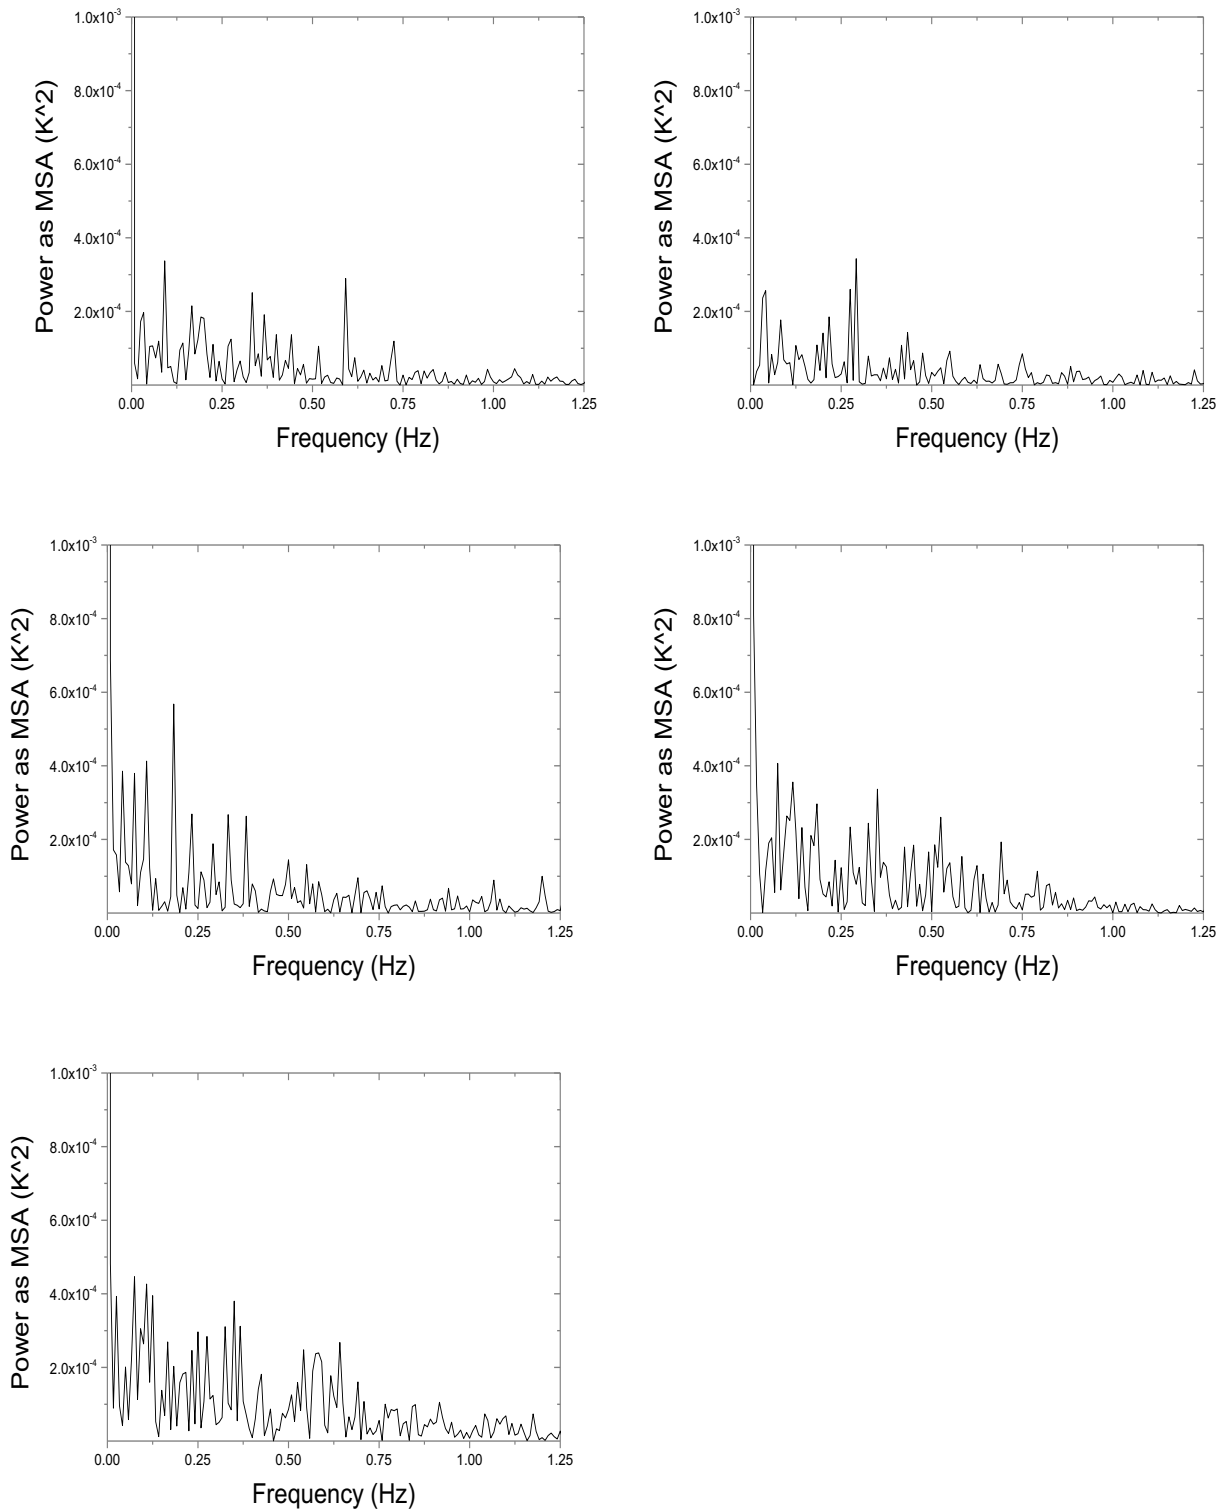 Power as MSA (K^2)
1.0x10⁻³
8.0x10⁻⁴
6.0x10⁻⁴
4.0x10⁻⁴
2.0x10⁻⁴
0.00 0.25 0.50 0.75 1.00 1.25
Frequency (Hz)
Power as MSA (K^2)
1.0x10⁻³
8.0x10⁻⁴
6.0x10⁻⁴
4.0x10⁻⁴
2.0x10⁻⁴
0.00 0.25 0.50 0.75 1.00 1.25
Frequency (Hz)
Power as MSA (K^2)
1.0x10⁻³
8.0x10⁻⁴
6.0x10⁻⁴
4.0x10⁻⁴
2.0x10⁻⁴
0.00 0.25 0.50 0.75 1.00 1.25
Frequency (Hz)
Power as MSA (K^2)
1.0x10⁻³
8.0x10⁻⁴
6.0x10⁻⁴
4.0x10⁻⁴
2.0x10⁻⁴
0.00 0.25 0.50 0.75 1.00 1.25
Frequency (Hz)
Power as MSA (K^2)
1.0x10⁻³
8.0x10⁻⁴
6.0x10⁻⁴
4.0x10⁻⁴
2.0x10⁻⁴
0.00 0.25 0.50 0.75 1.00 1.25
Frequency (Hz)